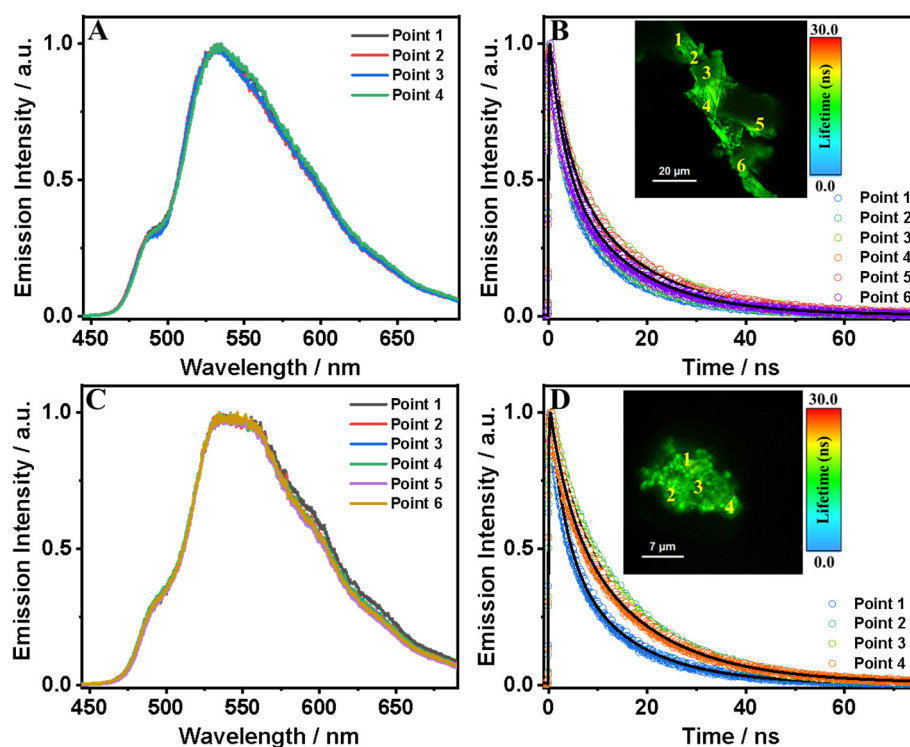 A
Emission Intensity / a.u.
1.0
0.5
0.0
450
500
550
600
650
Wavelength / nm
Point 1
Point 2
Point 3
Point 4
B
Emission Intensity / a.u.
1.0
0.5
0.0
0
20
40
60
Time / ns
1
2
3
4
5
6
20 µm
30.0
Lifetime (ns)
0.0
Point 1
Point 2
Point 3
Point 4
Point 5
Point 6
C
Emission Intensity / a.u.
1.0
0.5
0.0
450
500
550
600
650
Wavelength / nm
Point 1
Point 2
Point 3
Point 4
Point 5
Point 6
D
Emission Intensity / a.u.
1.0
0.5
0.0
0
20
40
60
Time / ns
1
2
3
4
7 µm
30.0
Lifetime (ns)
0.0
Point 1
Point 2
Point 3
Point 4